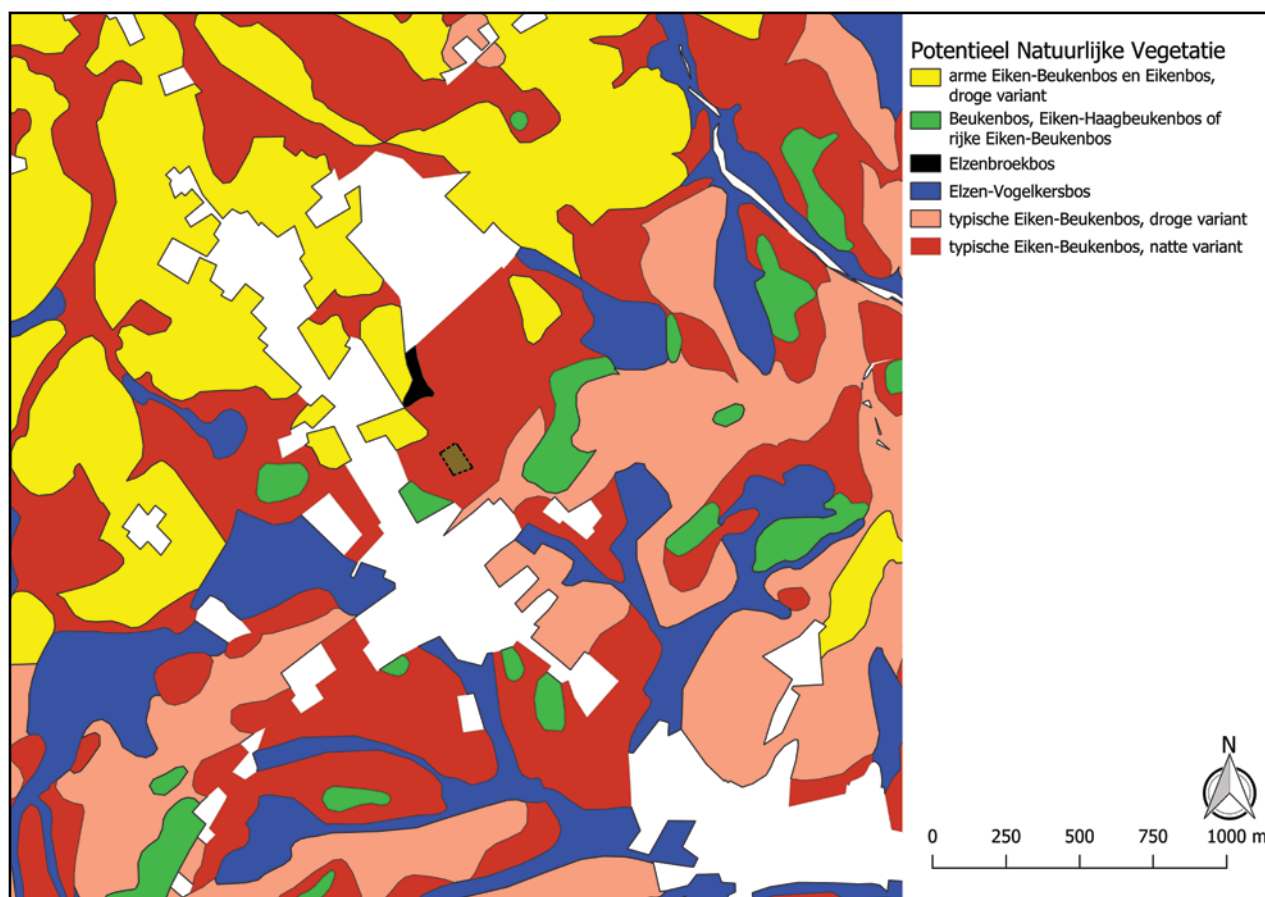 Potentieel Natuurlijke Vegetatie
arme Eiken-Beukenbos en Eikenbos,
droge variant
Beukenbos, Eiken-Haagbeukenbos of
rijke Eiken-Beukenbos
Elzenbroekbos
Elzen-Vogelkersbos
typische Eiken-Beukenbos, droge variant
typische Eiken-Beukenbos, natte variant
N
0 250 500 750 1000 m